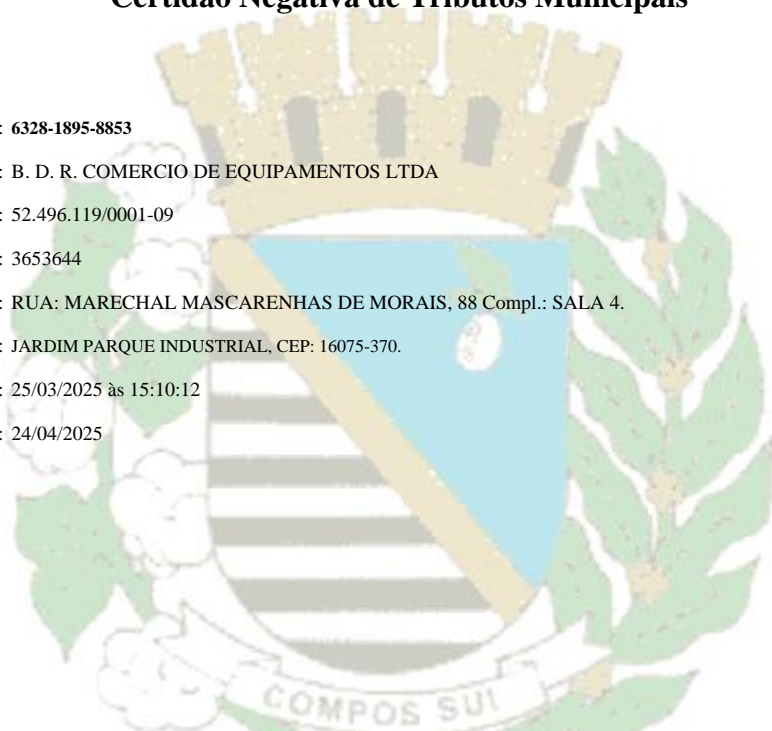 Certidão Negativa de Tributos Municipais
: 6328-1895-8853
: B. D. R. COMERCIO DE EQUIPAMENTOS LTDA
: 52.496.119/0001-09
: 3653644
: RUA: MARECHAL MASCARENHAS DE MORAIS, 88 Compl.: SALA 4.
: JARDIM PARQUE INDUSTRIAL, CEP: 16075-370.
: 25/03/2025 às 15:10:12
: 24/04/2025
COMPOS SUI